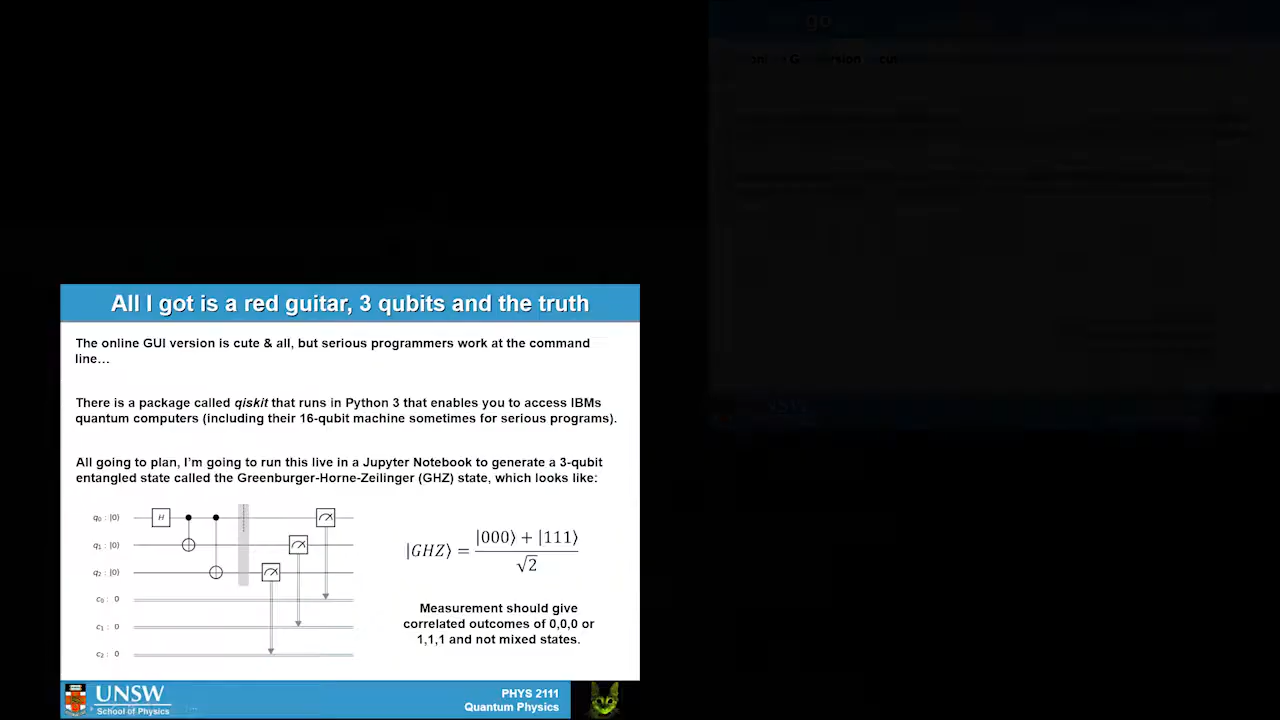 All I got is a red guitar, 3 qubits and the truth
The online GUI version is cute & all, but serious programmers work at the command
line…
There is a package called qiskit that runs in Python 3 that enables you to access IBMs
quantum computers (including their 16-qubit machine sometimes for serious programs).
All going to plan, I'm going to run this live in a Jupyter Notebook to generate a 3-qubit
entangled state called the Greenburger-Horne-Zeilinger (GHZ) state, which looks like:
q₀ : |0⟩ H
q₁ : |0⟩
q₂ : |0⟩
c₀ : 0
c₁ : 0
c₂ : 0
|GHZ⟩ = (|000⟩ + |111⟩) / √2
Measurement should give
correlated outcomes of 0,0,0 or
1,1,1 and not mixed states.
UNSW
School of Physics
PHYS 2111
Quantum Physics